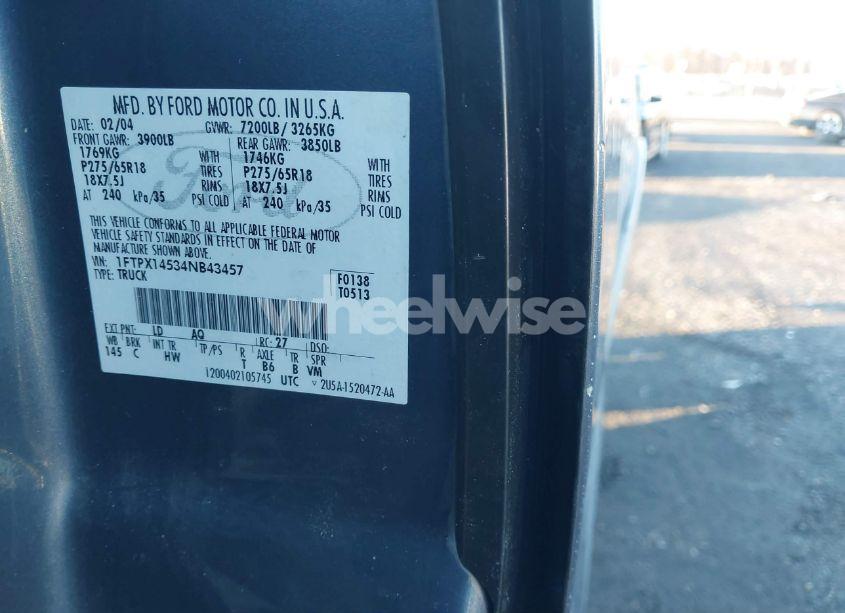 MFD. BY FORD MOTOR CO. IN U.S.A.
DATE: 02/04 GVWR: 7200LB/ 3265KG
FRONT GAWR: 3900LB REAR GAWR: 3850LB
1769KG WITH 1746KG WITH
P275/65R18 TIRES P275/65R18 TIRES
18X7.5J RIMS 18X7.5J RIMS
AT 240 kPa/35 PSI COLD AT 240 kPa/35 PSI COLD
Ford
THIS VEHICLE CONFORMS TO ALL APPLICABLE FEDERAL MOTOR
VEHICLE SAFETY STANDARDS IN EFFECT ON THE DATE OF
MANUFACTURE SHOWN ABOVE.
VIN: 1FTPX14534NB43457
TYPE: TRUCK
F0138
T0513
wheelwise
EXT PNT: LD AQ RC: 27 DSO:
WB BRK INT TR TP/PS R AXLE TR SPR
145 C HW T B6 B VM
1200402105745 UTC ▽ 2U5A-1520472-AA